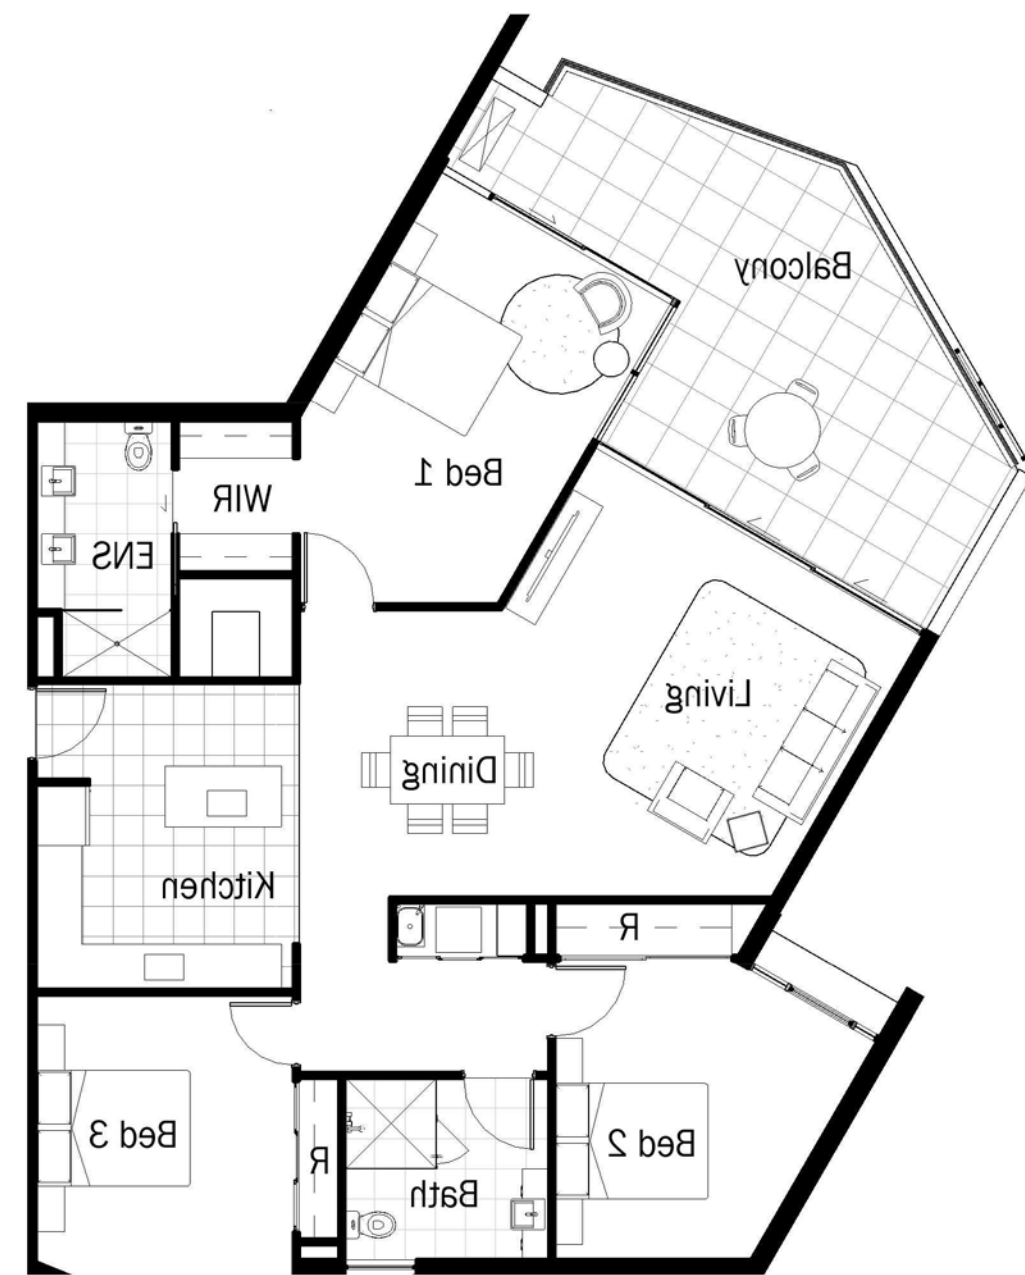 Balcony
Bed 1
WIR
ENS
Living
Dining
Kitchen
R
Bed 3
Bed 2
R
Bath